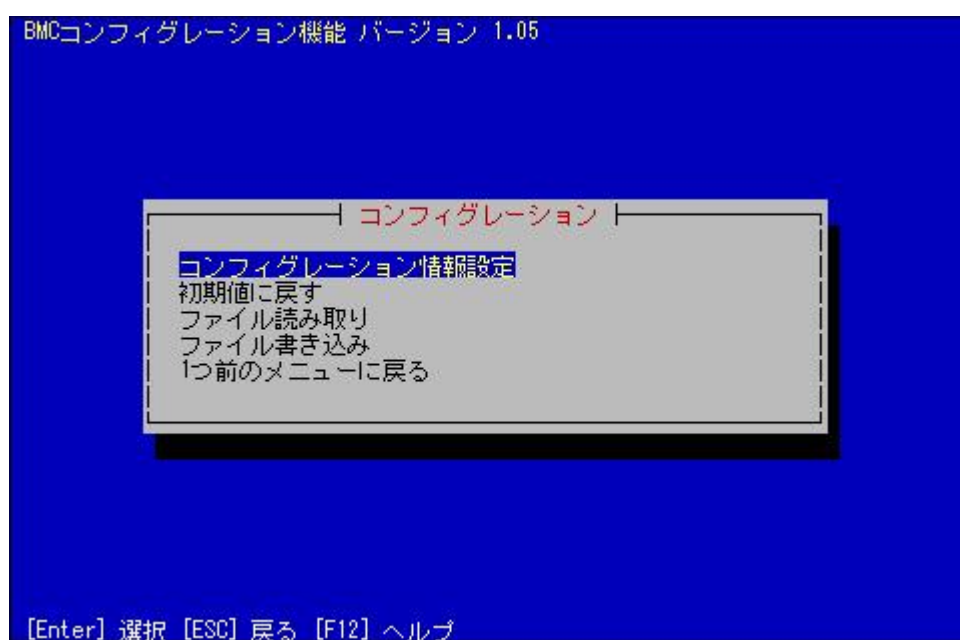 BMCコンフィグレーション機能 バージョン 1.05
コンフィグレーション
コンフィグレーション情報設定
初期値に戻す
ファイル読み取り
ファイル書き込み
1つ前のメニューに戻る
[Enter] 選択 [ESC] 戻る [F12] ヘルプ